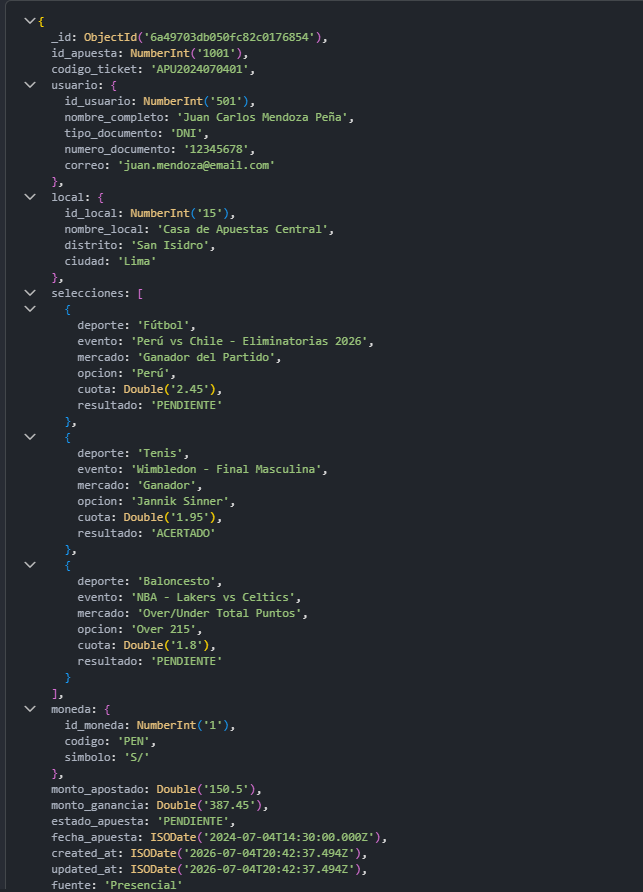 {
_id: ObjectId('6a49703db050fc82c0176854'),
id_apuesta: NumberInt('1001'),
codigo_ticket: 'APU2024070401',
usuario: {
id_usuario: NumberInt('501'),
nombre_completo: 'Juan Carlos Mendoza Peña',
tipo_documento: 'DNI',
numero_documento: '12345678',
correo: 'juan.mendoza@email.com'
},
local: {
id_local: NumberInt('15'),
nombre_local: 'Casa de Apuestas Central',
distrito: 'San Isidro',
ciudad: 'Lima'
},
selecciones: [
{
deporte: 'Fútbol',
evento: 'Perú vs Chile - Eliminatorias 2026',
mercado: 'Ganador del Partido',
opcion: 'Perú',
cuota: Double('2.45'),
resultado: 'PENDIENTE'
},
{
deporte: 'Tenis',
evento: 'Wimbledon - Final Masculina',
mercado: 'Ganador',
opcion: 'Jannik Sinner',
cuota: Double('1.95'),
resultado: 'ACERTADO'
},
{
deporte: 'Baloncesto',
evento: 'NBA - Lakers vs Celtics',
mercado: 'Over/Under Total Puntos',
opcion: 'Over 215',
cuota: Double('1.8'),
resultado: 'PENDIENTE'
}
],
moneda: {
id_moneda: NumberInt('1'),
codigo: 'PEN',
simbolo: 'S/'
},
monto_apostado: Double('150.5'),
monto_ganancia: Double('387.45'),
estado_apuesta: 'PENDIENTE',
fecha_apuesta: ISODate('2024-07-04T14:30:00.000Z'),
created_at: ISODate('2026-07-04T20:42:37.494Z'),
updated_at: ISODate('2026-07-04T20:42:37.494Z'),
fuente: 'Presencial'